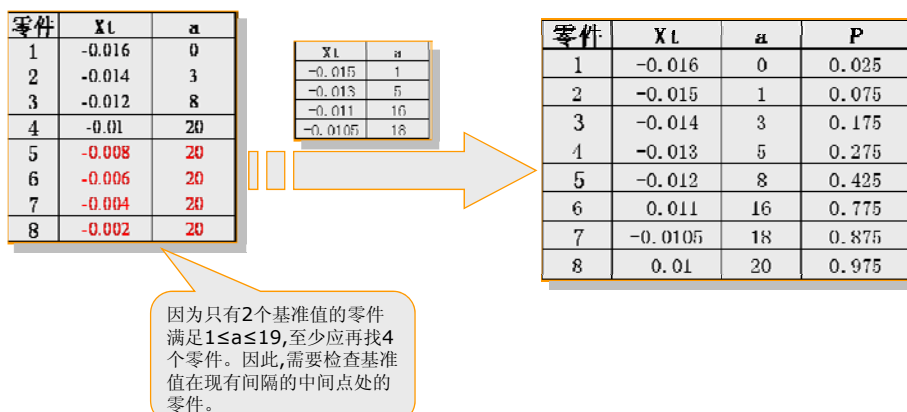 零件 Xt a
1 -0.016 0
2 -0.014 3
3 -0.012 8
4 -0.01 20
5 -0.008 20
6 -0.006 20
7 -0.004 20
8 -0.002 20
Xt a
-0.015 1
-0.013 5
-0.011 16
-0.0105 18
零件 Xt a P
1 -0.016 0 0.025
2 -0.015 1 0.075
3 -0.014 3 0.175
4 -0.013 5 0.275
5 -0.012 8 0.425
6 0.011 16 0.775
7 -0.0105 18 0.875
8 0.01 20 0.975
因为只有2个基准值的零件
满足1≤a≤19,至少应再找4
个零件。因此,需要检查基准
值在现有间隔的中间点处的
零件。